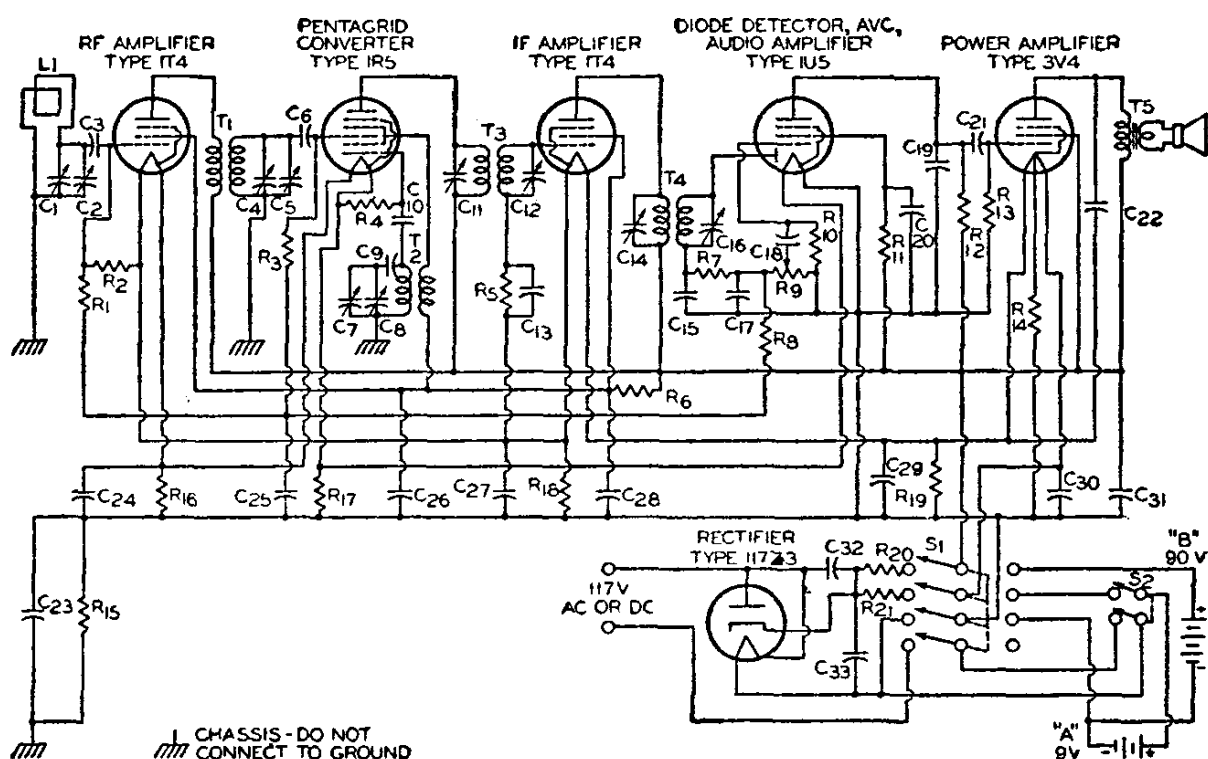 RF AMPLIFIER
TYPE 1T4
PENTAGRID
CONVERTER
TYPE 1R5
IF AMPLIFIER
TYPE 1T4
DIODE DETECTOR, AVC,
AUDIO AMPLIFIER
TYPE 1U5
POWER AMPLIFIER
TYPE 3V4
L1
C3
T1
C6
T3
T4
C19
C21
T5
C1
C2
C4
C5
R4
C10
C11
C12
C14
C16
C18
R10
R11
C20
R12
R13
C22
R2
R1
R3
C9
T2
C7
C8
R5
C13
R7
R9
C15
C17
R8
R14
R6
C24
R16
C25
R17
C26
C27
R18
C28
C29
R19
C30
C31
C23
R15
RECTIFIER
TYPE 117Z3
C32
R20
S1
"B"
90 V
117V
AC OR DC
R21
S2
+
-
C33
"A"
9V
- +
CHASSIS - DO NOT
CONNECT TO GROUND